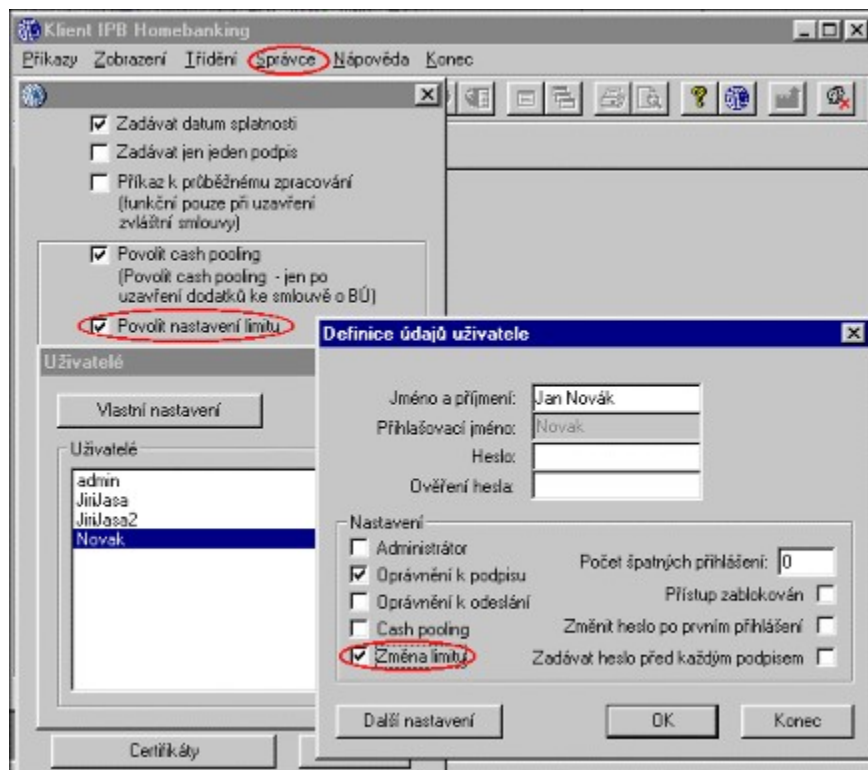 Klient IPB Homebanking
Příkazy Zobrazení Třídění Správce Nápověda Konec
Zadávat datum splatnosti
Zadávat jen jeden podpis
Příkaz k průběžnému zpracování
(funkční pouze při uzavření
zvláštní smlouvy)
Povolit cash pooling
(Povolit cash pooling - jen po
uzavření dodatků ke smlouvě o BÚ)
Povolit nastavení limitu
Uživatelé
Vlastní nastavení
Uživatelé
admin
JiriJasa
JiriJasa2
Novak
Certifikáty
Definice údajů uživatele
Jméno a příjmení: Jan Novák
Přihlašovací jméno: Novak
Heslo:
Ověření hesla:
Nastavení
Administrátor
Oprávnění k podpisu
Oprávnění k odeslání
Cash pooling
Změna limitu
Počet špatných přihlášení: 0
Přístup zablokován
Změnit heslo po prvním přihlášení
Zadávat heslo před každým podpisem
Další nastavení
OK
Konec